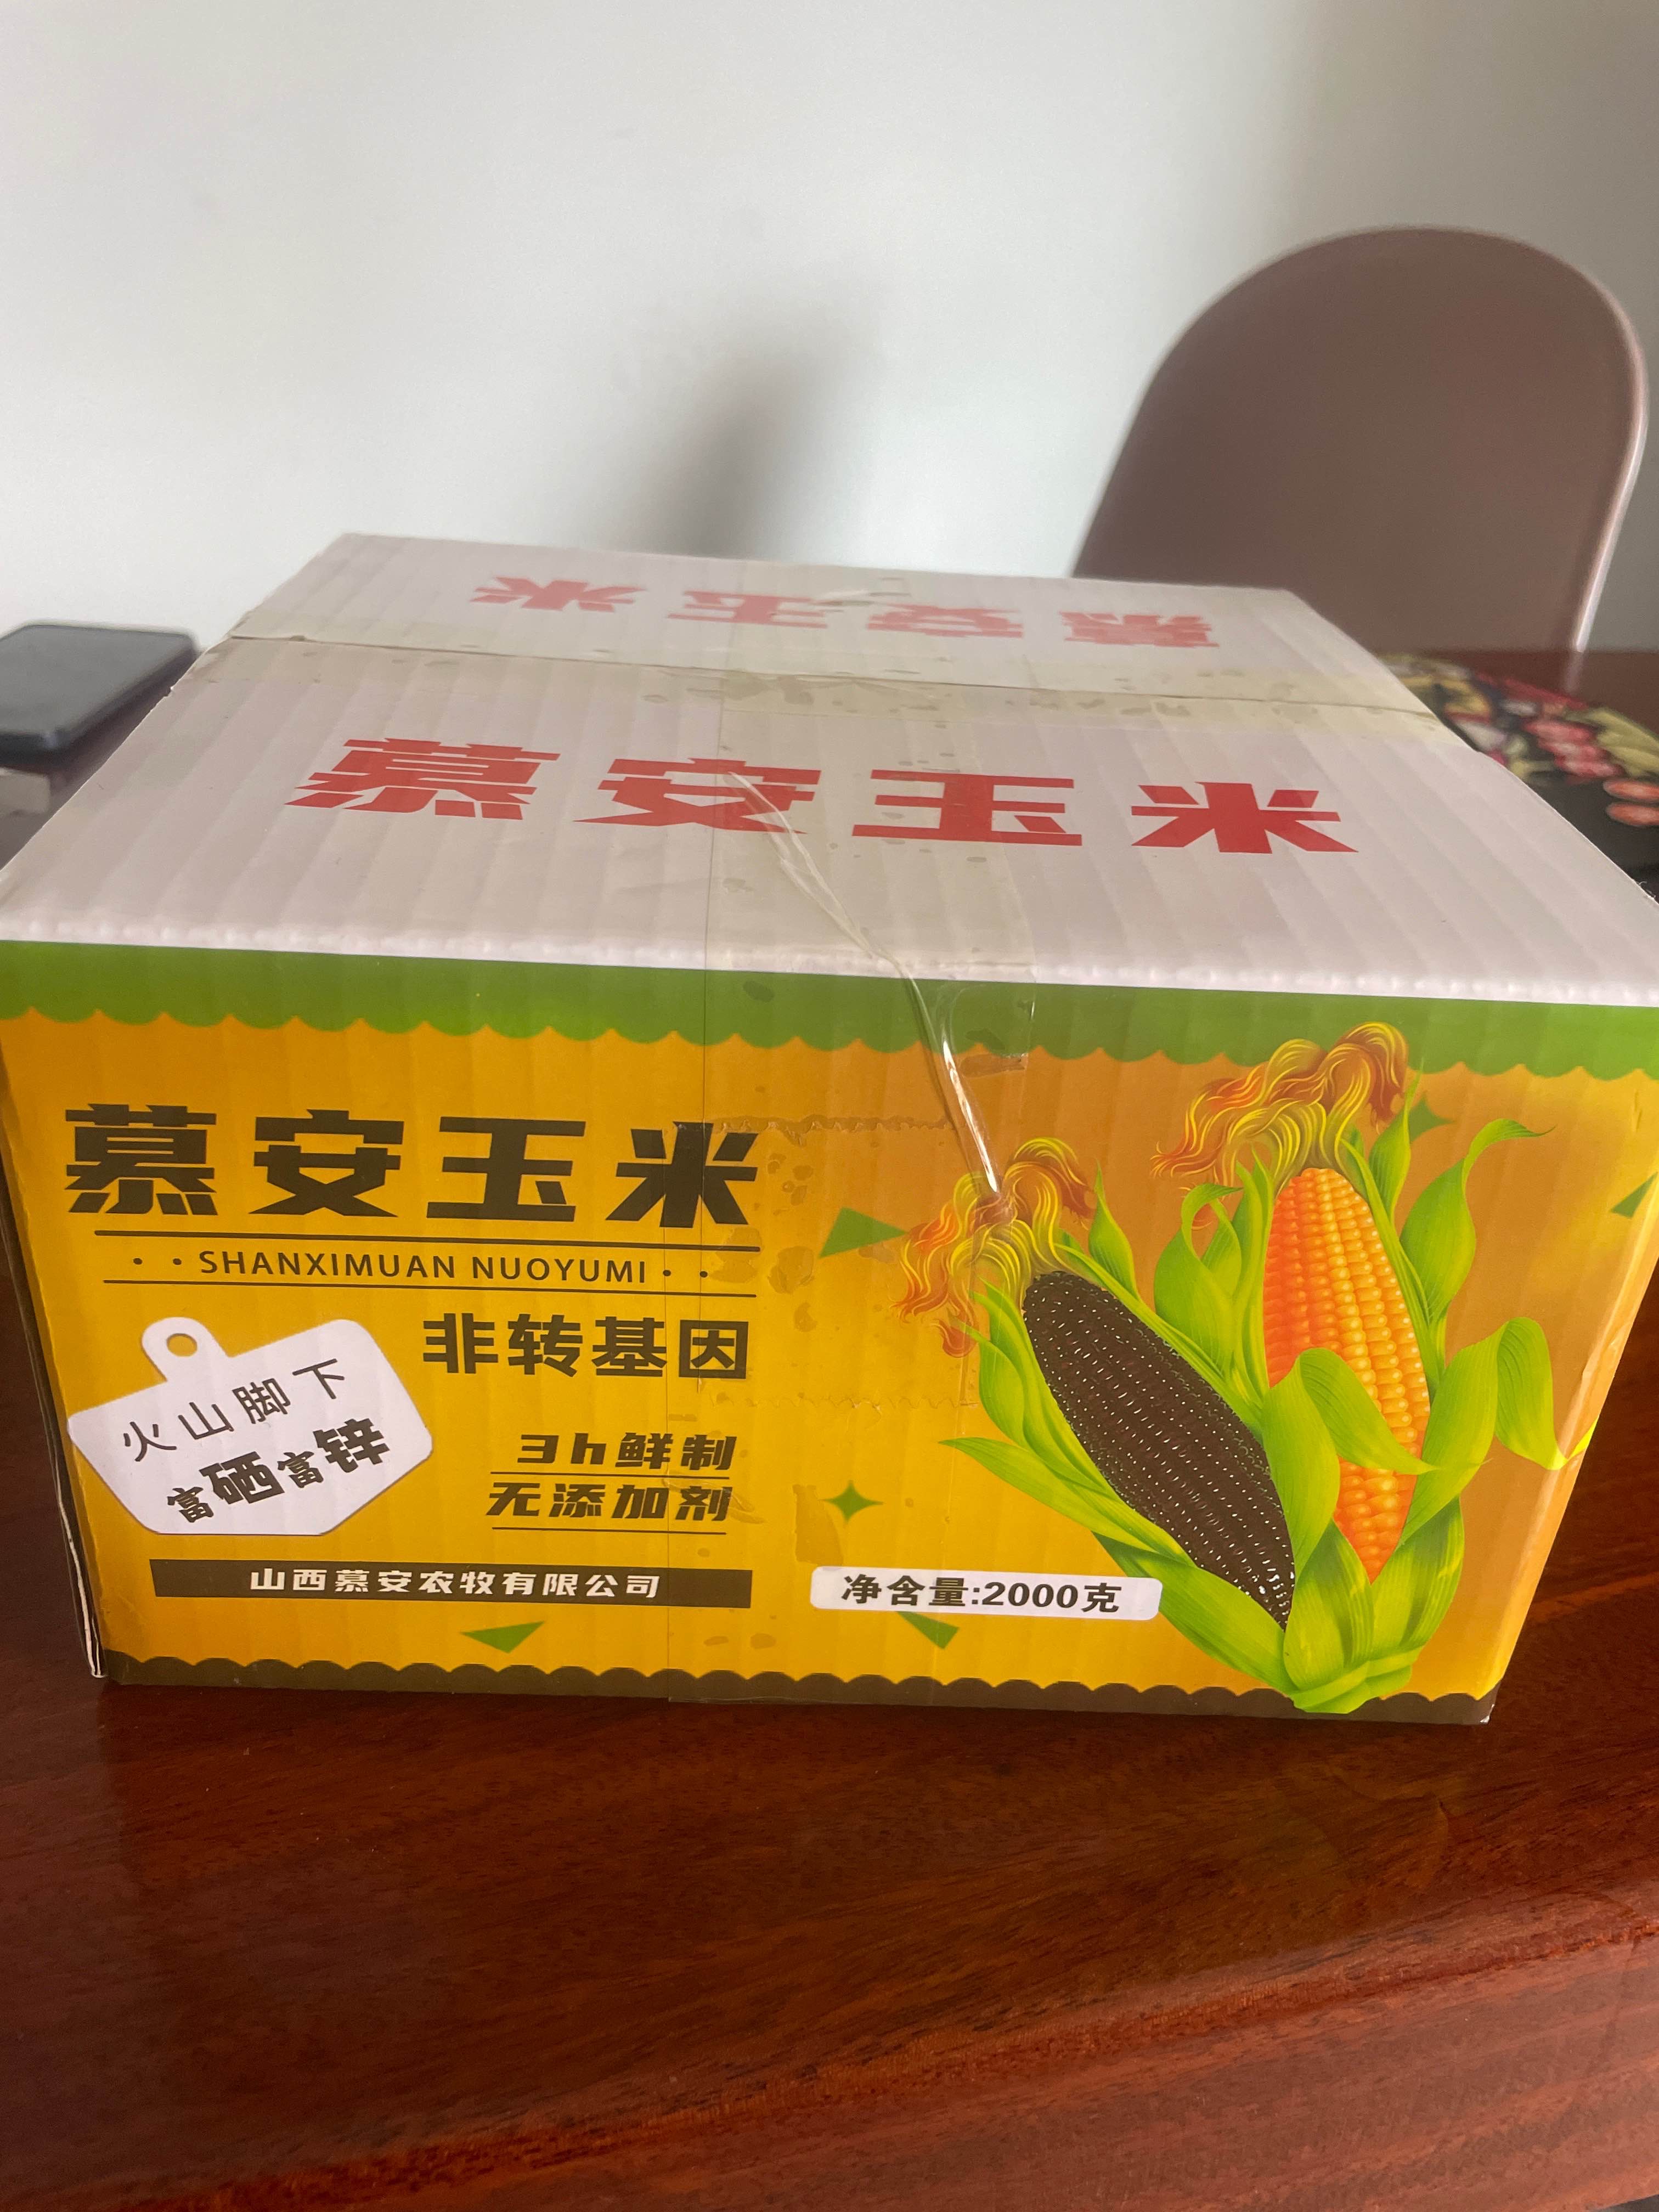 慕安玉米
慕安玉米
慕安玉米
SHANXIMUAN NUOYUMI
非转基因
火山脚下
富硒富锌
3h鲜制
无添加剂
山西慕安农牧有限公司
净含量:2000克